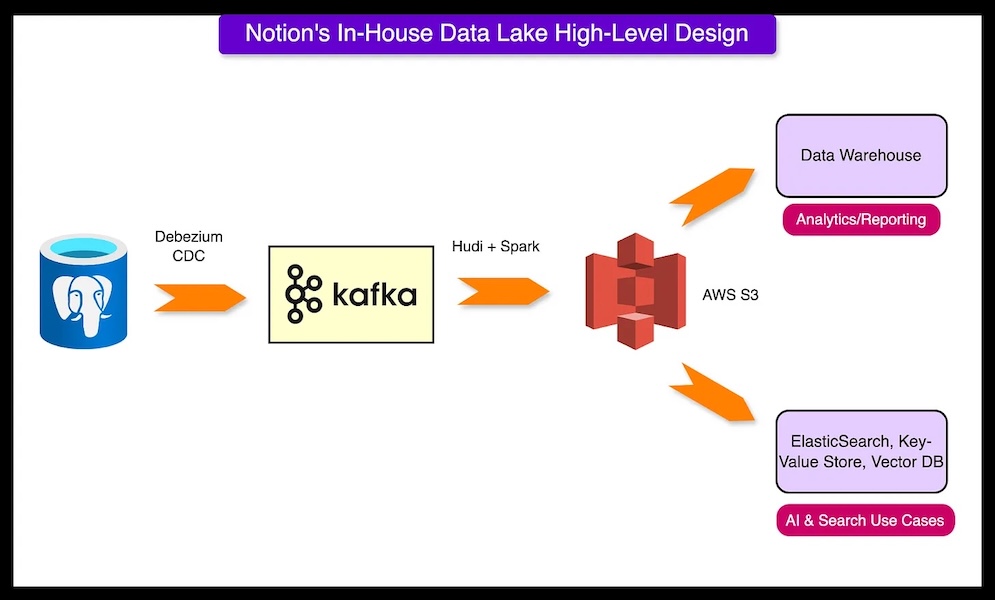 Notion's In-House Data Lake High-Level Design
Debezium
CDC
kafka
Hudi + Spark
AWS S3
Data Warehouse
Analytics/Reporting
ElasticSearch, Key-
Value Store, Vector DB
AI & Search Use Cases